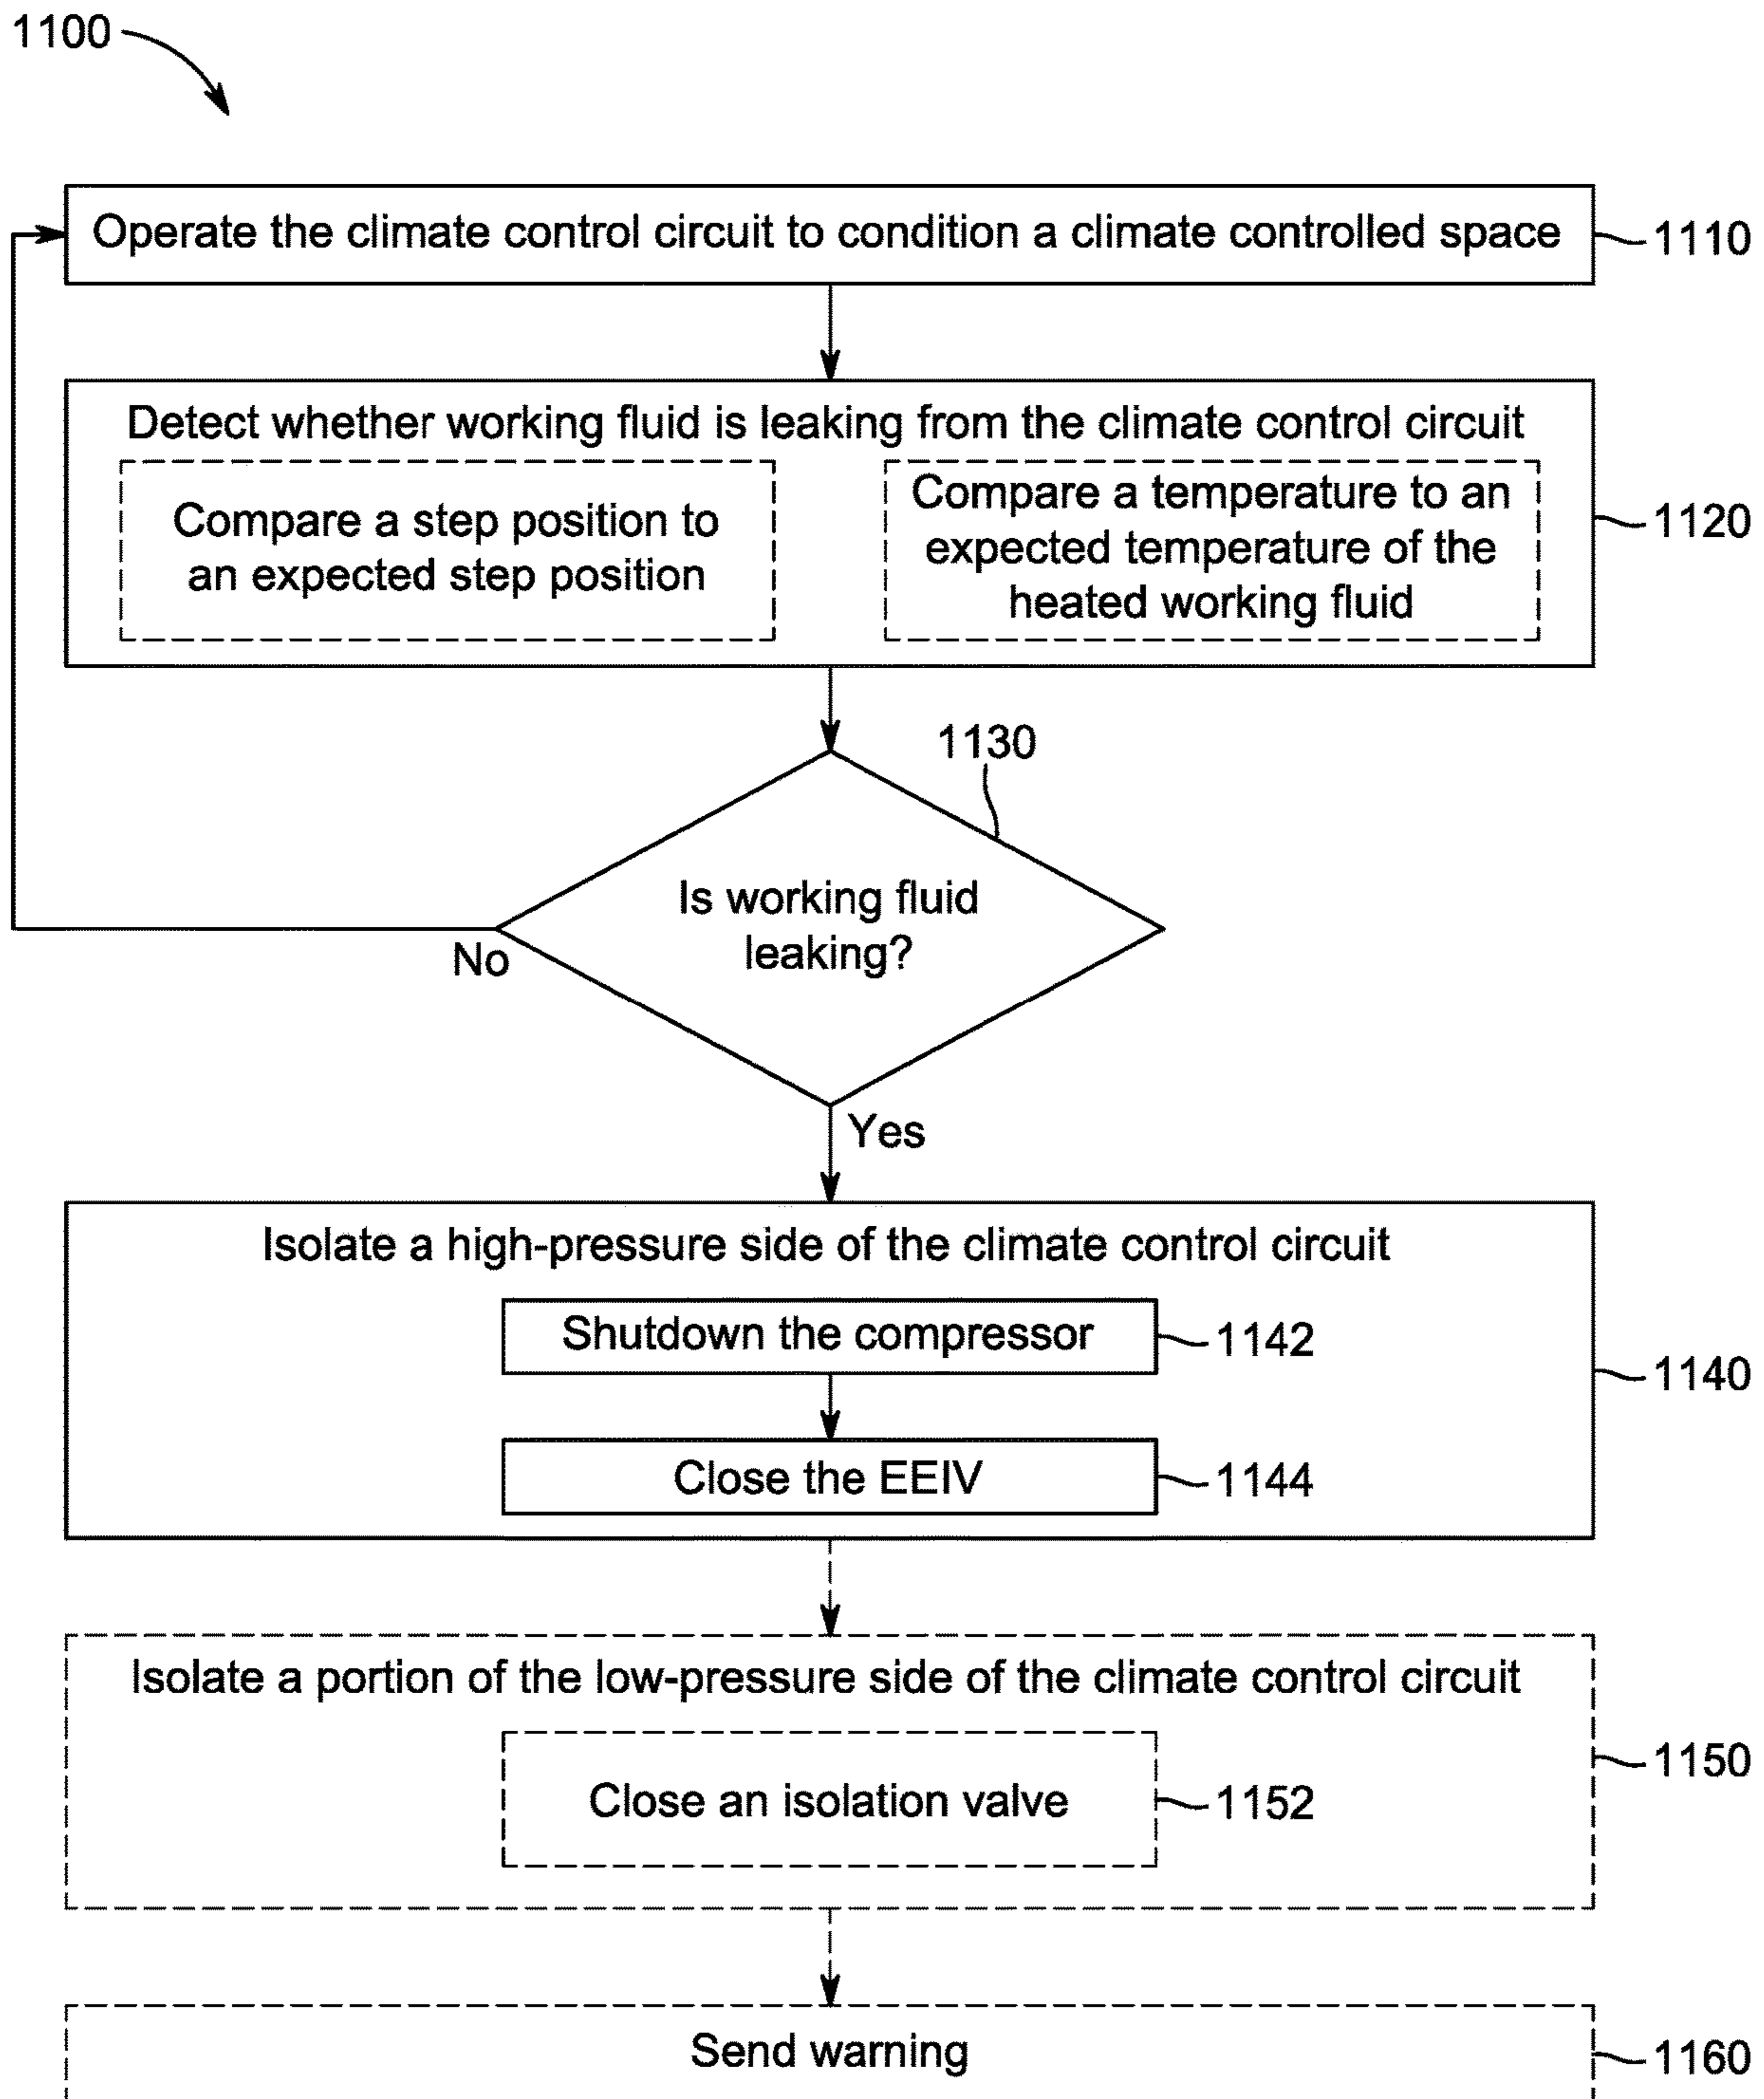 1100
Operate the climate control circuit to condition a climate controlled space
1110
Detect whether working fluid is leaking from the climate control circuit
Compare a step position to
an expected step position
Compare a temperature to an
expected temperature of the
heated working fluid
1120
1130
Is working fluid
leaking?
No
Yes
Isolate a high-pressure side of the climate control circuit
Shutdown the compressor
1142
1140
Close the EEIV
1144
Isolate a portion of the low-pressure side of the climate control circuit
1150
Close an isolation valve
1152
Send warning
1160